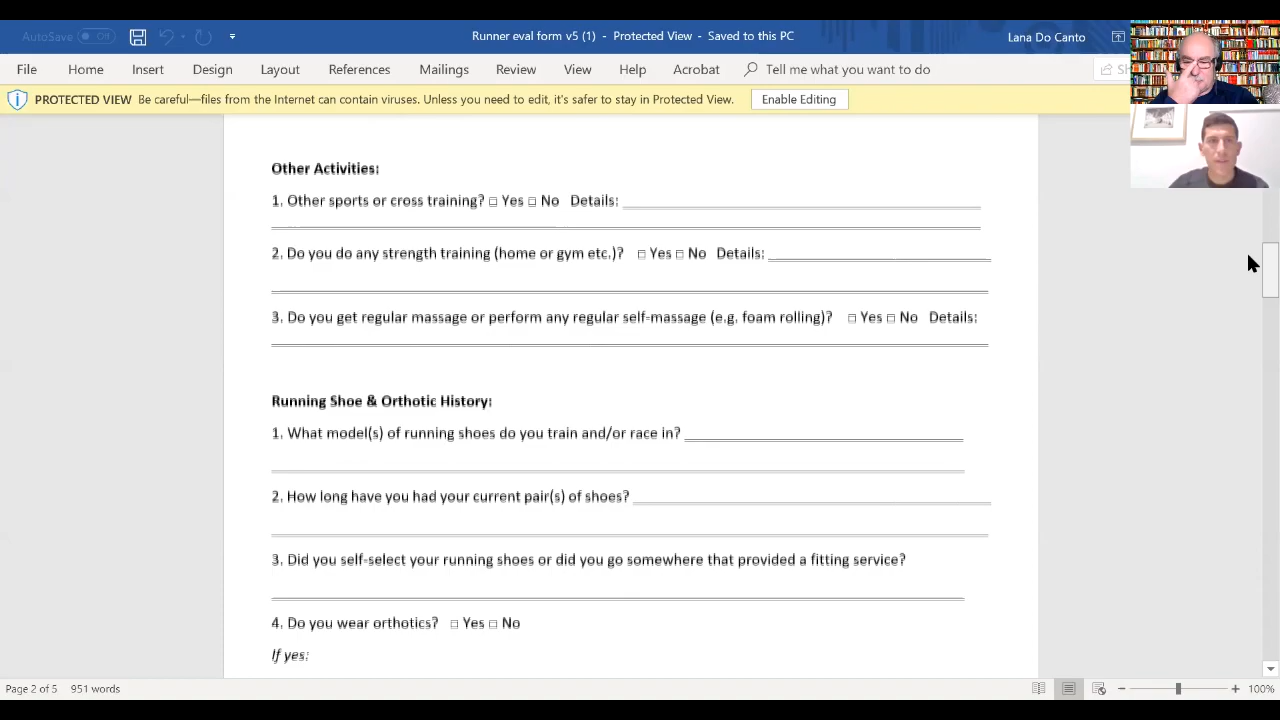 AutoSave Off
Runner eval form v5 (1) - Protected View - Saved to this PC
Lana Do Canto
File Home Insert Design Layout References Mailings Review View Help Acrobat Tell me what you want to do
PROTECTED VIEW Be careful—files from the Internet can contain viruses. Unless you need to edit, it's safer to stay in Protected View. Enable Editing
Other Activities:
1. Other sports or cross training? □ Yes □ No Details:
2. Do you do any strength training (home or gym etc.)? □ Yes □ No Details:
3. Do you get regular massage or perform any regular self-massage (e.g. foam rolling)? □ Yes □ No Details:
Running Shoe & Orthotic History:
1. What model(s) of running shoes do you train and/or race in?
2. How long have you had your current pair(s) of shoes?
3. Did you self-select your running shoes or did you go somewhere that provided a fitting service?
4. Do you wear orthotics? □ Yes □ No
If yes:
Page 2 of 5 951 words
100%